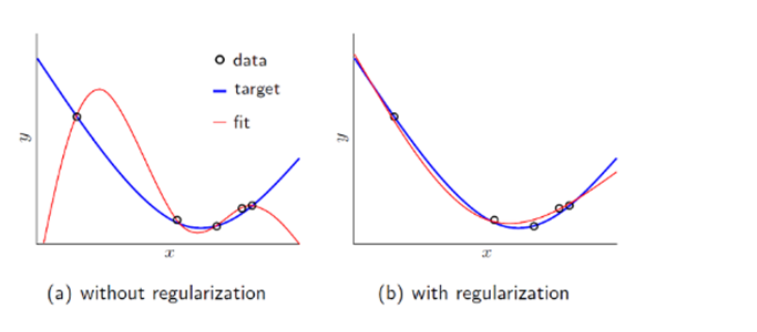 data
target
fit
y
x
y
x
(a) without regularization
(b) with regularization